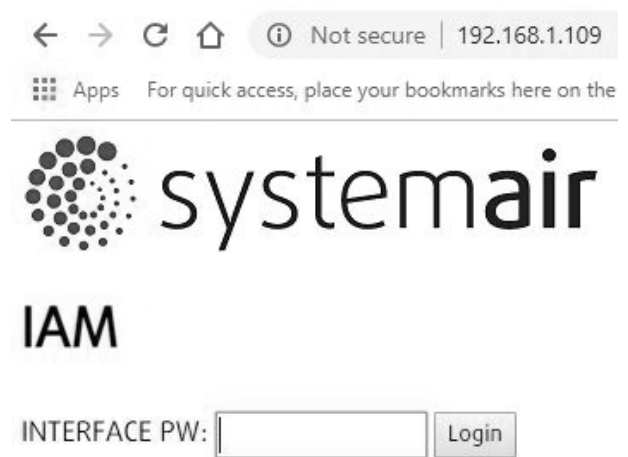 Not secure | 192.168.1.109
Apps For quick access, place your bookmarks here on the
systemair
IAM
INTERFACE PW: Login